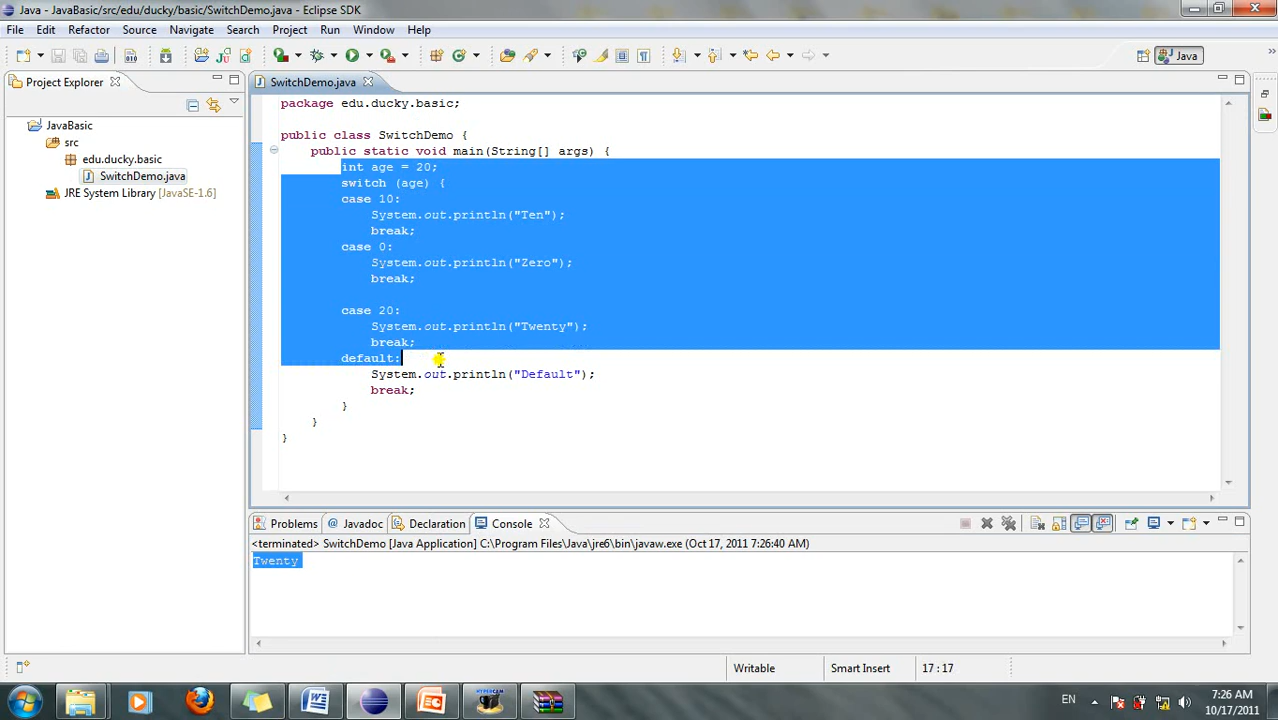 Java - JavaBasic/src/edu/ducky/basic/SwitchDemo.java - Eclipse SDK
File Edit Refactor Source Navigate Search Project Run Window Help
Java
Project Explorer
SwitchDemo.java
JavaBasic
src
edu.ducky.basic
SwitchDemo.java
JRE System Library [JavaSE-1.6]
package edu.ducky.basic;
public class SwitchDemo {
public static void main(String[] args) {
int age = 20;
switch (age) {
case 10:
System.out.println("Ten");
break;
case 0:
System.out.println("Zero");
break;
case 20:
System.out.println("Twenty");
break;
default:
System.out.println("Default");
break;
}
}
}
Problems @ Javadoc Declaration Console
<terminated> SwitchDemo [Java Application] C:\Program Files\Java\jre6\bin\javaw.exe (Oct 17, 2011 7:26:40 AM)
Twenty
Writable Smart Insert 17 : 17
EN
7:26 AM
10/17/2011
HYPERCAM